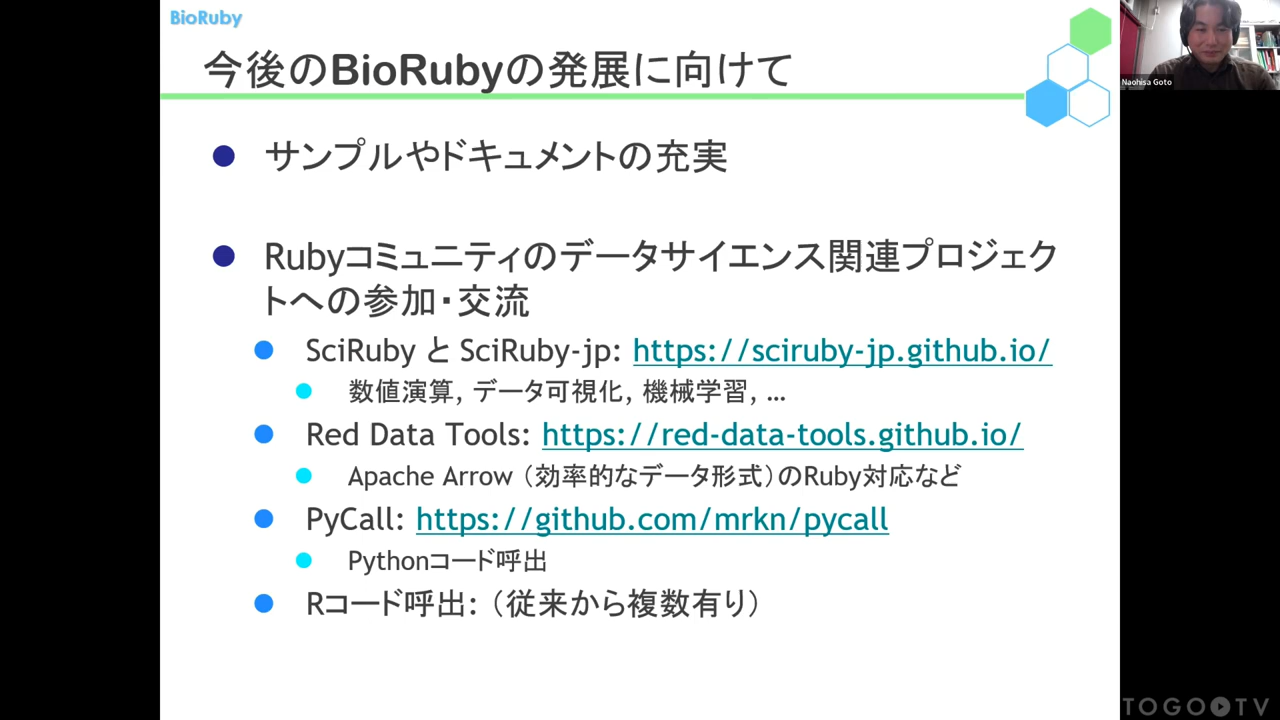 BioRuby
今後のBioRubyの発展に向けて
Naohisa Goto
サンプルやドキュメントの充実
Rubyコミュニティのデータサイエンス関連プロジェク
トへの参加・交流
SciRuby と SciRuby-jp: https://sciruby-jp.github.io/
数値演算, データ可視化, 機械学習, …
Red Data Tools: https://red-data-tools.github.io/
Apache Arrow （効率的なデータ形式）のRuby対応など
PyCall: https://github.com/mrkn/pycall
Pythonコード呼出
Rコード呼出: （従来から複数有り）
TOGO TV